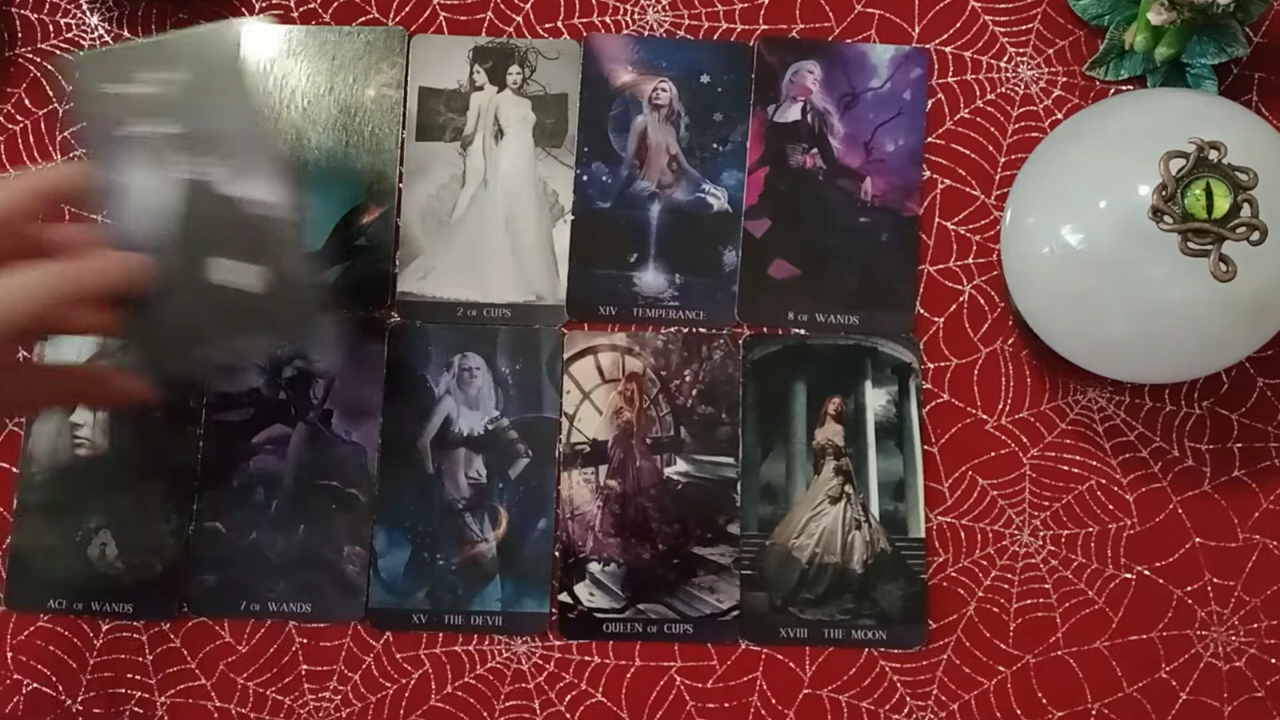 2 OF CUPS
XIV - TEMPERANCE
8 OF WANDS
ACE OF WANDS
7 OF WANDS
XV - THE DEVIL
QUEEN OF CUPS
XVIII - THE MOON